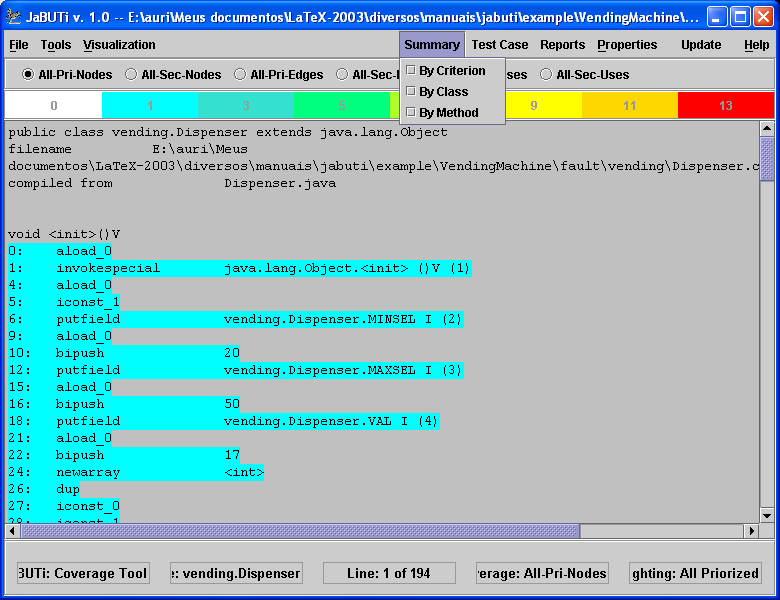 JaBUTi v. 1.0 -- E:\auri\Meus documentos\LaTeX-2003\diversos\manuais\jabuti\example\VendingMachine\...
File Tools Visualization Summary Test Case Reports Properties Update Help
All-Pri-Nodes All-Sec-Nodes All-Pri-Edges All-Sec- ses All-Sec-Uses
By Criterion
By Class
By Method
0 1 3 5 9 11 13
public class vending.Dispenser extends java.lang.Object
filename E:\auri\Meus
documentos\LaTeX-2003\diversos\manuais\jabuti\example\VendingMachine\fault\vending\Dispenser.c
compiled from Dispenser.java
void <init>()V
0: aload_0
1: invokespecial java.lang.Object.<init> ()V (1)
4: aload_0
5: iconst_1
6: putfield vending.Dispenser.MINSEL I (2)
9: aload_0
10: bipush 20
12: putfield vending.Dispenser.MAXSEL I (3)
15: aload_0
16: bipush 50
18: putfield vending.Dispenser.VAL I (4)
21: aload_0
22: bipush 17
24: newarray <int>
26: dup
27: iconst_0
28: iconst_1
BUTi: Coverage Tool e: vending.Dispenser Line: 1 of 194 verage: All-Pri-Nodes ghting: All Priorized